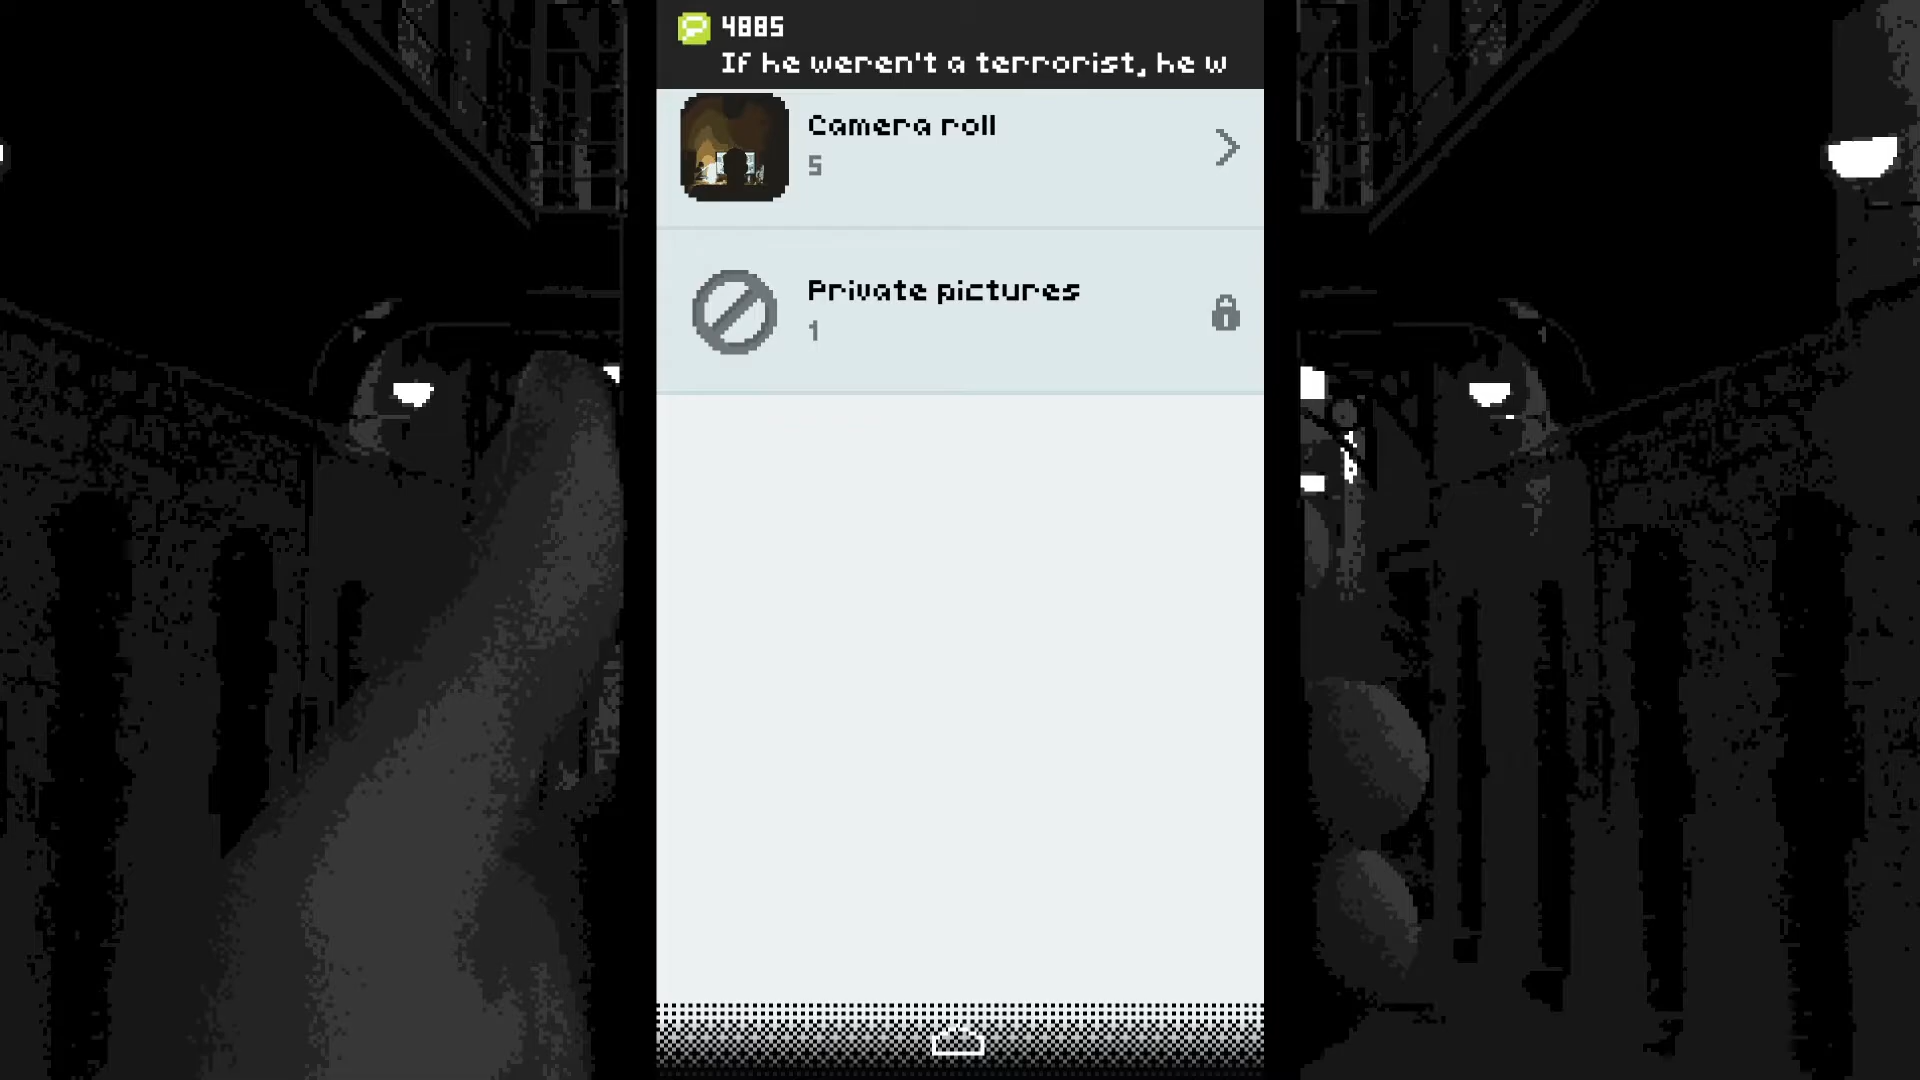 4885
If he weren't a terrorist, he w
Camera roll
5
Private pictures
1